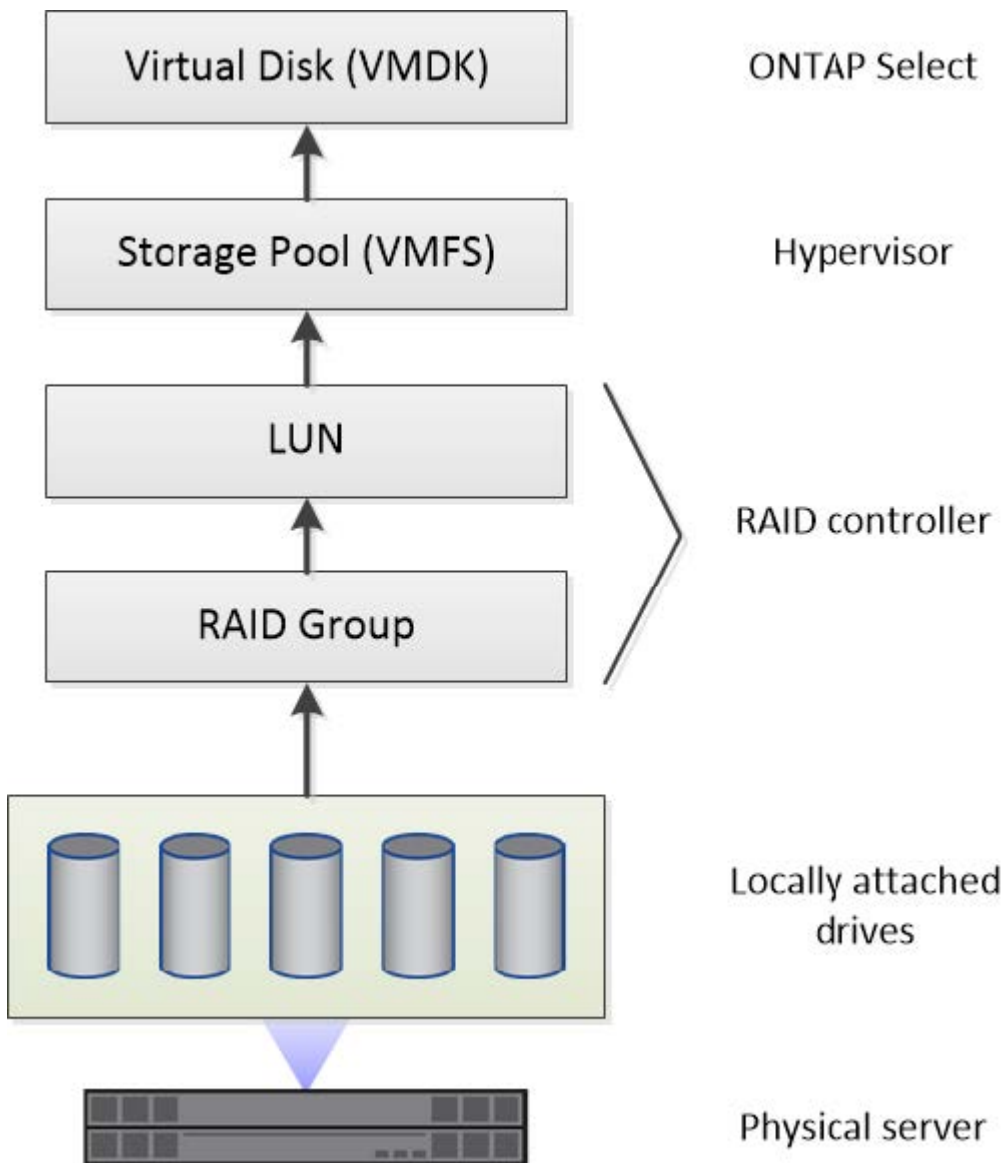 Virtual Disk (VMDK)
ONTAP Select
Storage Pool (VMFS)
Hypervisor
LUN
RAID controller
RAID Group
Locally attached
drives
Physical server